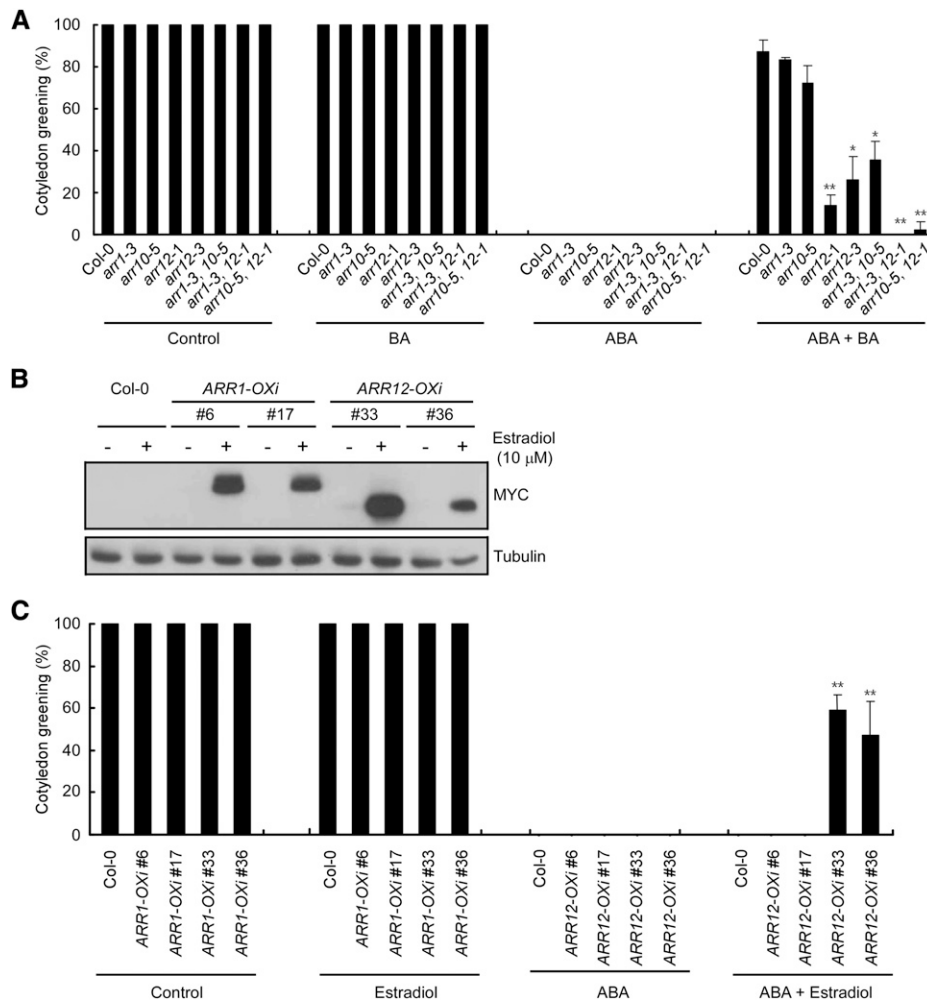 A
Cotyledon greening (%)
100
80
60
40
20
0
Col-0
arr1-3
arr10-5
arr12-1
arr12-3
arr1-3, 10-5
arr1-3, 12-1
arr10-5, 12-1
Control
Col-0
arr1-3
arr10-5
arr12-1
arr12-3
arr1-3, 10-5
arr1-3, 12-1
arr10-5, 12-1
BA
Col-0
arr1-3
arr10-5
arr12-1
arr12-3
arr1-3, 10-5
arr1-3, 12-1
arr10-5, 12-1
ABA
** * * ** **
Col-0
arr1-3
arr10-5
arr12-1
arr12-3
arr1-3, 10-5
arr1-3, 12-1
arr10-5, 12-1
ABA + BA
B
Col-0 ARR1-OXi ARR12-OXi
#6 #17 #33 #36
- + - + - + - + - + Estradiol
(10 µM)
MYC
Tubulin
C
Cotyledon greening (%)
100
80
60
40
20
0
Col-0
ARR1-OXi #6
ARR1-OXi #17
ARR1-OXi #33
ARR1-OXi #36
Control
Col-0
ARR1-OXi #6
ARR1-OXi #17
ARR1-OXi #33
ARR1-OXi #36
Estradiol
Col-0
ARR12-OXi #6
ARR12-OXi #17
ARR12-OXi #33
ARR12-OXi #36
ABA
** **
Col-0
ARR12-OXi #6
ARR12-OXi #17
ARR12-OXi #33
ARR12-OXi #36
ABA + Estradiol